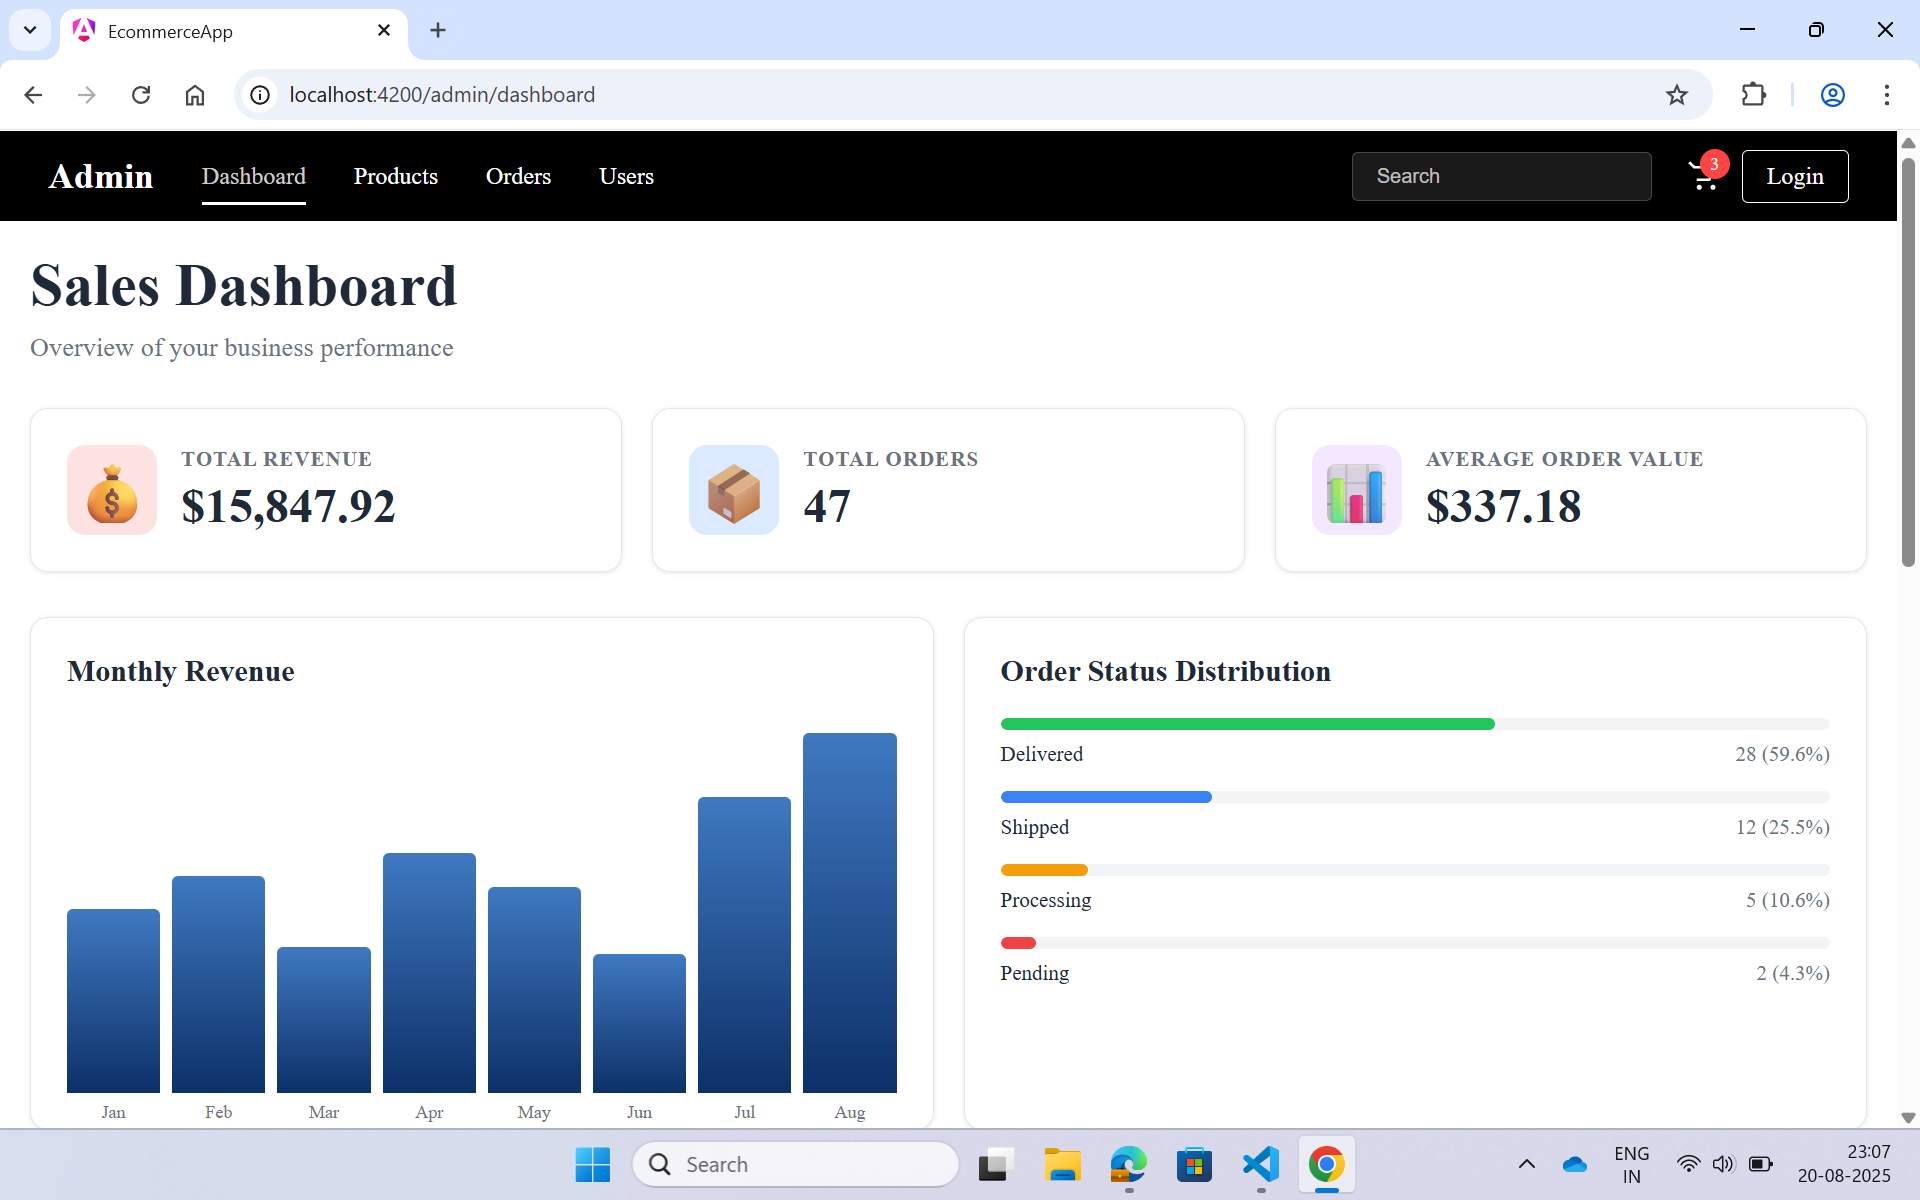 EcommerceApp
localhost:4200/admin/dashboard
Admin Dashboard Products Orders Users Search 3 Login
Sales Dashboard
Overview of your business performance
TOTAL REVENUE
$15,847.92
TOTAL ORDERS
47
AVERAGE ORDER VALUE
$337.18
Monthly Revenue
Jan Feb Mar Apr May Jun Jul Aug
Order Status Distribution
Delivered 28 (59.6%)
Shipped 12 (25.5%)
Processing 5 (10.6%)
Pending 2 (4.3%)
Search
ENG
IN
23:07
20-08-2025